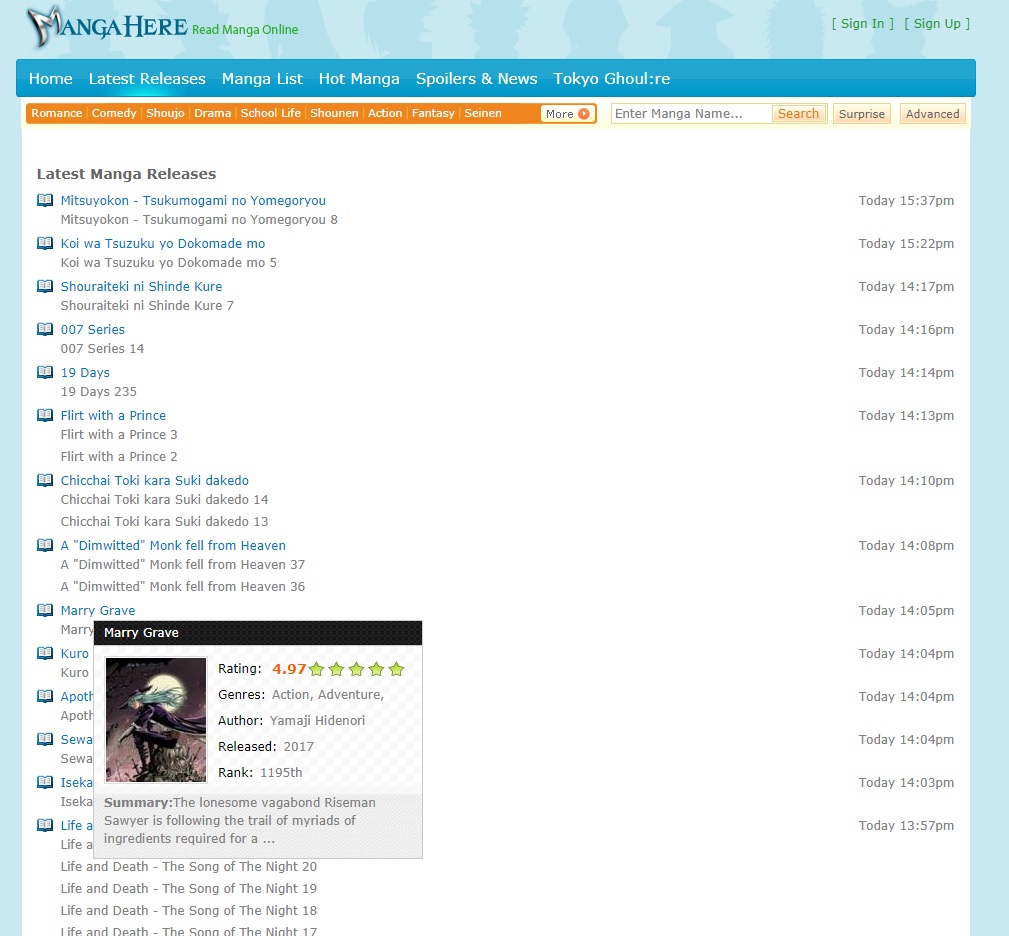 MANGAHERE Read Manga Online
[ Sign In ] [ Sign Up ]
Home Latest Releases Manga List Hot Manga Spoilers & News Tokyo Ghoul:re
Romance | Comedy | Shoujo | Drama | School Life | Shounen | Action | Fantasy | Seinen More Enter Manga Name... Search Surprise Advanced
Latest Manga Releases
Mitsuyokon - Tsukumogami no Yomegoryou Today 15:37pm
Mitsuyokon - Tsukumogami no Yomegoryou 8
Koi wa Tsuzuku yo Dokomade mo Today 15:22pm
Koi wa Tsuzuku yo Dokomade mo 5
Shouraiteki ni Shinde Kure Today 14:17pm
Shouraiteki ni Shinde Kure 7
007 Series Today 14:16pm
007 Series 14
19 Days Today 14:14pm
19 Days 235
Flirt with a Prince Today 14:13pm
Flirt with a Prince 3
Flirt with a Prince 2
Chicchai Toki kara Suki dakedo Today 14:10pm
Chicchai Toki kara Suki dakedo 14
Chicchai Toki kara Suki dakedo 13
A "Dimwitted" Monk fell from Heaven Today 14:08pm
A "Dimwitted" Monk fell from Heaven 37
A "Dimwitted" Monk fell from Heaven 36
Marry Grave Today 14:05pm
Marry
Kuro Today 14:04pm
Kuro
Apoth Today 14:04pm
Apoth
Sewa Today 14:04pm
Sewa
Iseka Today 14:03pm
Iseka
Life a Today 13:57pm
Life a
Marry Grave
Rating: 4.97
Genres: Action, Adventure,
Author: Yamaji Hidenori
Released: 2017
Rank: 1195th
Summary:The lonesome vagabond Riseman
Sawyer is following the trail of myriads of
ingredients required for a ...
Life and Death - The Song of The Night 20
Life and Death - The Song of The Night 19
Life and Death - The Song of The Night 18
Life and Death - The Song of The Night 17